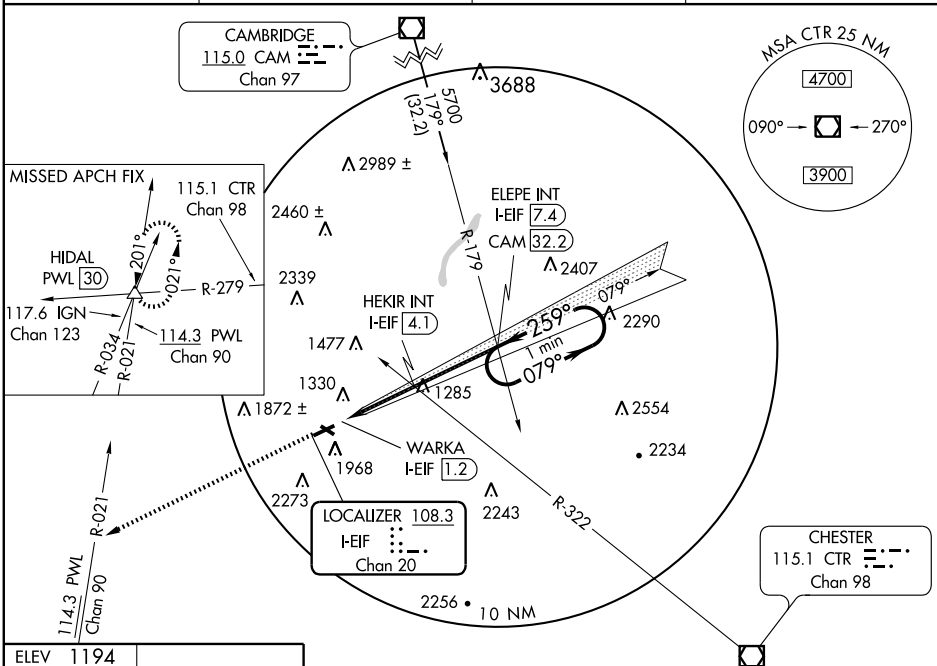 CAMBRIDGE
115.0 CAM
Chan 97
3688
5700
179°
(32.2)
MSA CTR 25 NM
4700
090°
270°
3900
2989 ±
MISSED APCH FIX
115.1 CTR
Chan 98
201°
021°
HIDAL
PWL 30
R-279
117.6 IGN
Chan 123
114.3 PWL
Chan 90
R-034
R-021
2460 ±
2339
1477
1330
1872 ±
ELEPE INT
I-EIF 7.4
CAM 32.2
R-179
2407
079°
HEKIR INT
I-EIF 4.1
259°
1 min
079°
2290
1285
2554
2234
WARKA
I-EIF 1.2
1968
2273
2243
R-322
LOCALIZER 108.3
I-EIF
Chan 20
R-021
114.3 PWL
Chan 90
CHESTER
115.1 CTR
Chan 98
2256
10 NM
ELEV 1194